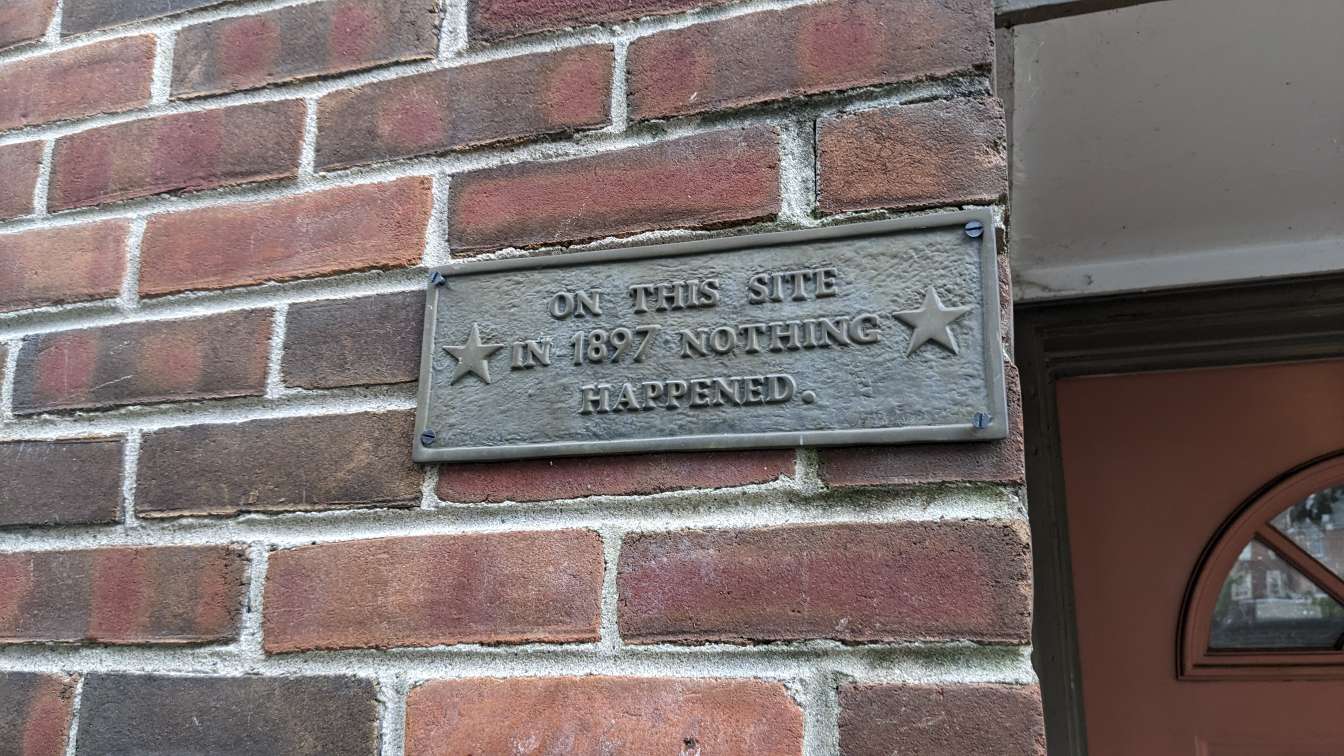 ON THIS SITE
IN 1897 NOTHING
HAPPENED.